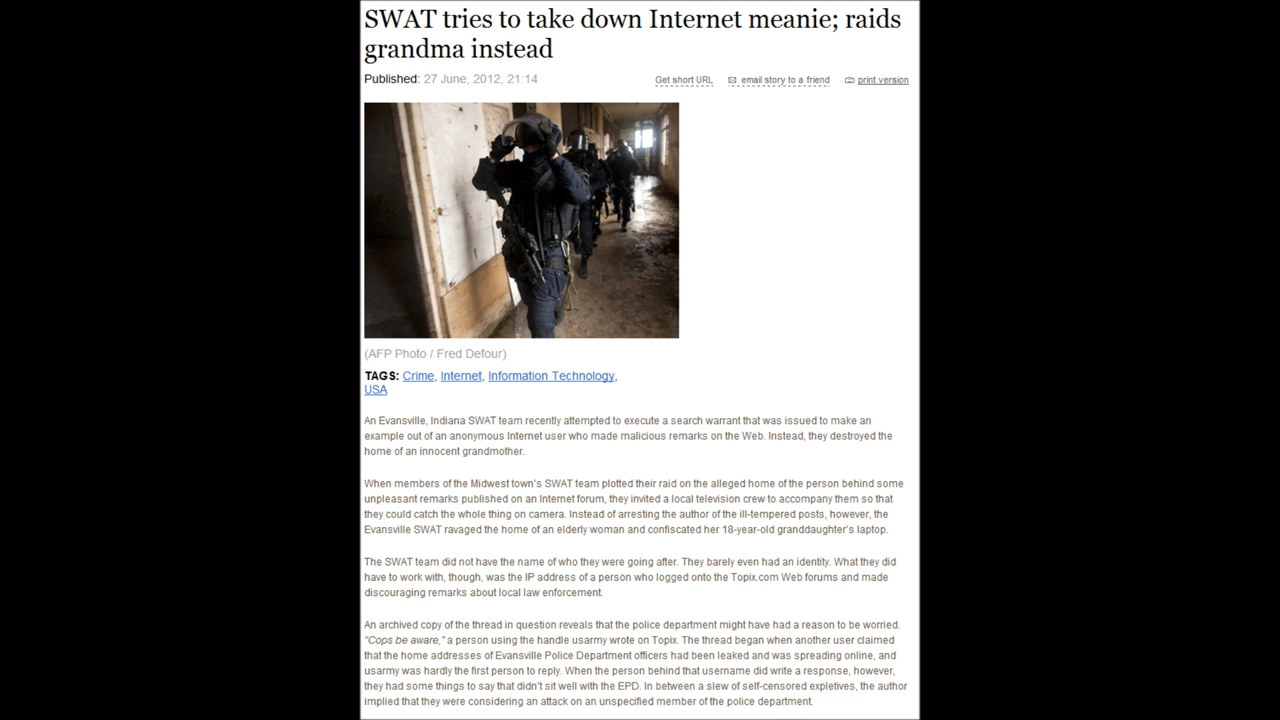 SWAT tries to take down Internet meanie; raids
grandma instead
Published: 27 June, 2012, 21:14
Get short URL email story to a friend print version
(AFP Photo / Fred Defour)
TAGS: Crime, Internet, Information Technology,
USA
An Evansville, Indiana SWAT team recently attempted to execute a search warrant that was issued to make an
example out of an anonymous Internet user who made malicious remarks on the Web. Instead, they destroyed the
home of an innocent grandmother.
When members of the Midwest town's SWAT team plotted their raid on the alleged home of the person behind some
unpleasant remarks published on an Internet forum, they invited a local television crew to accompany them so that
they could catch the whole thing on camera. Instead of arresting the author of the ill-tempered posts, however, the
Evansville SWAT ravaged the home of an elderly woman and confiscated her 18-year-old granddaughter's laptop.
The SWAT team did not have the name of who they were going after. They barely even had an identity. What they did
have to work with, though, was the IP address of a person who logged onto the Topix.com Web forums and made
discouraging remarks about local law enforcement.
An archived copy of the thread in question reveals that the police department might have had a reason to be worried.
"Cops be aware," a person using the handle usarmy wrote on Topix. The thread began when another user claimed
that the home addresses of Evansville Police Department officers had been leaked and was spreading online, and
usarmy was hardly the first person to reply. When the person behind that username did write a response, however,
they had some things to say that didn't sit well with the EPD. In between a slew of self-censored expletives, the author
implied that they were considering an attack on an unspecified member of the police department.